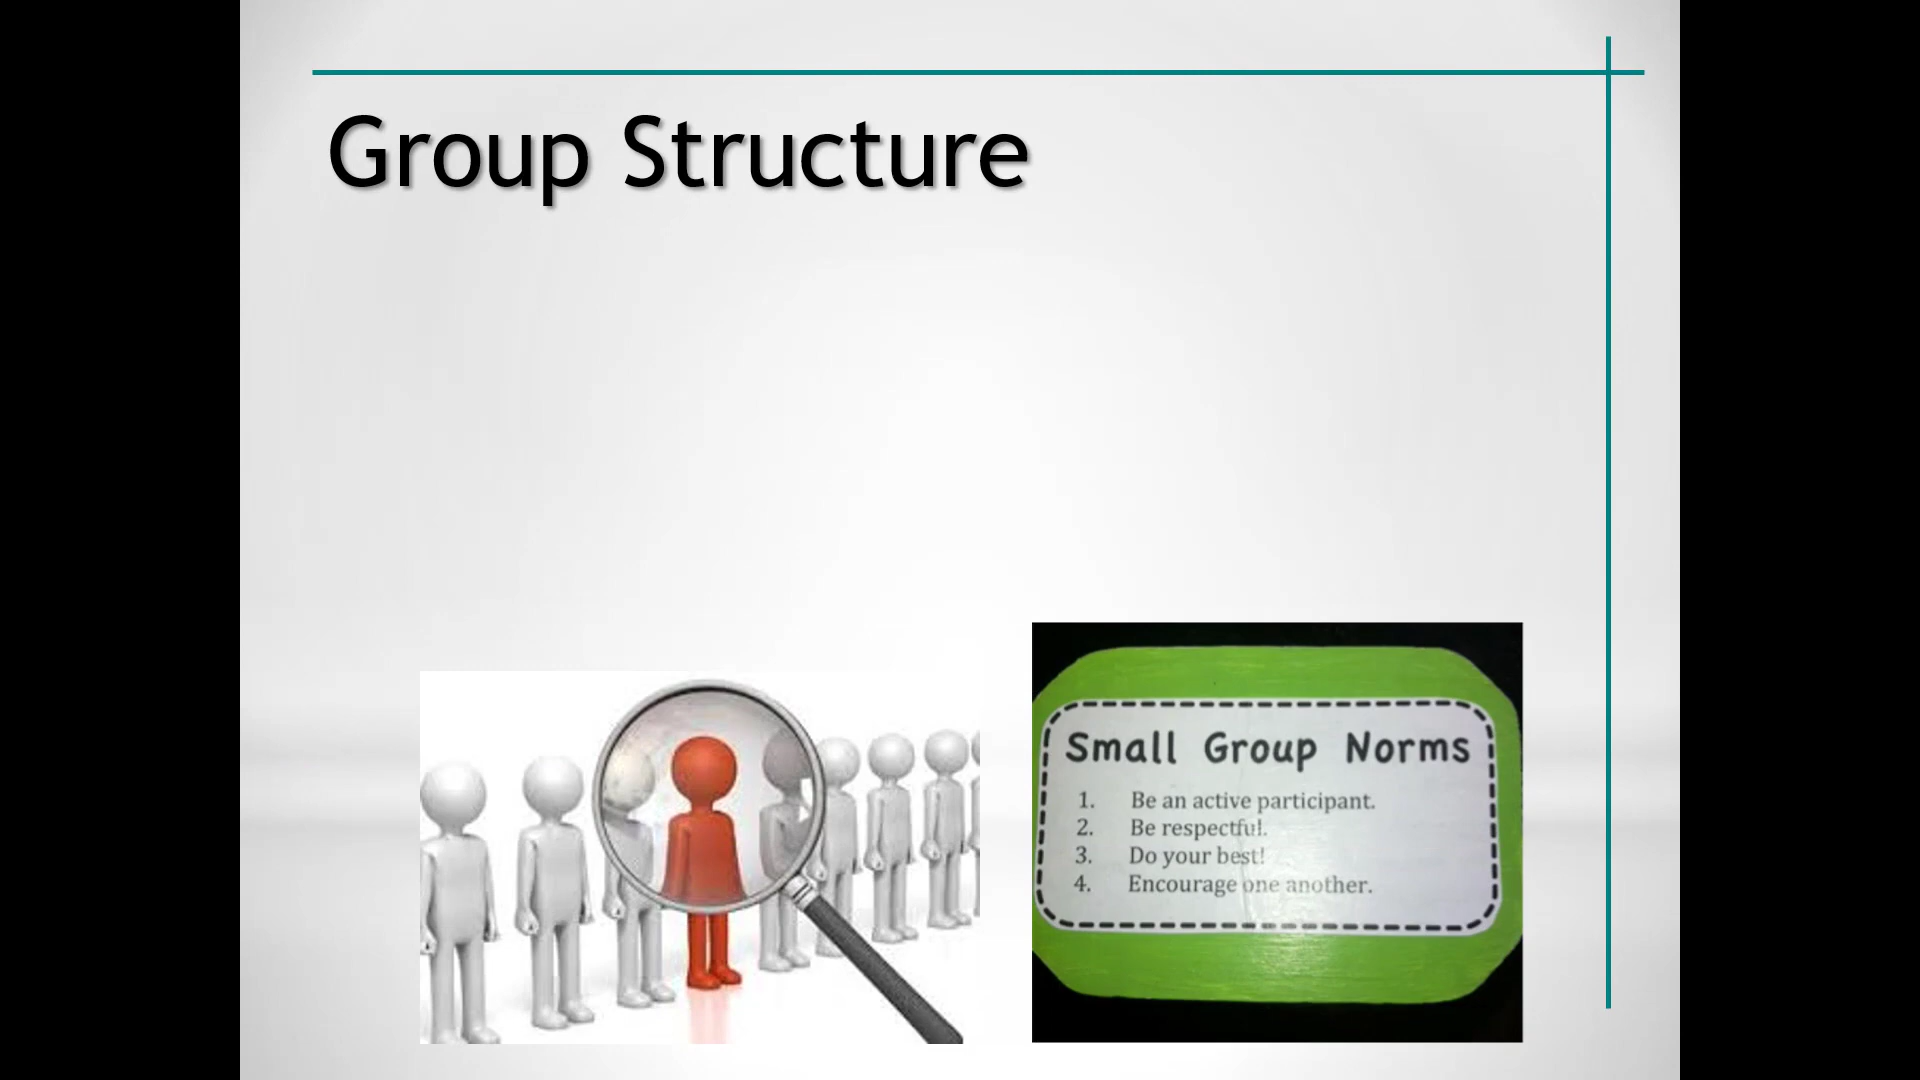 Group Structure
Small Group Norms
1. Be an active participant.
2. Be respectful.
3. Do your best!
4. Encourage one another.